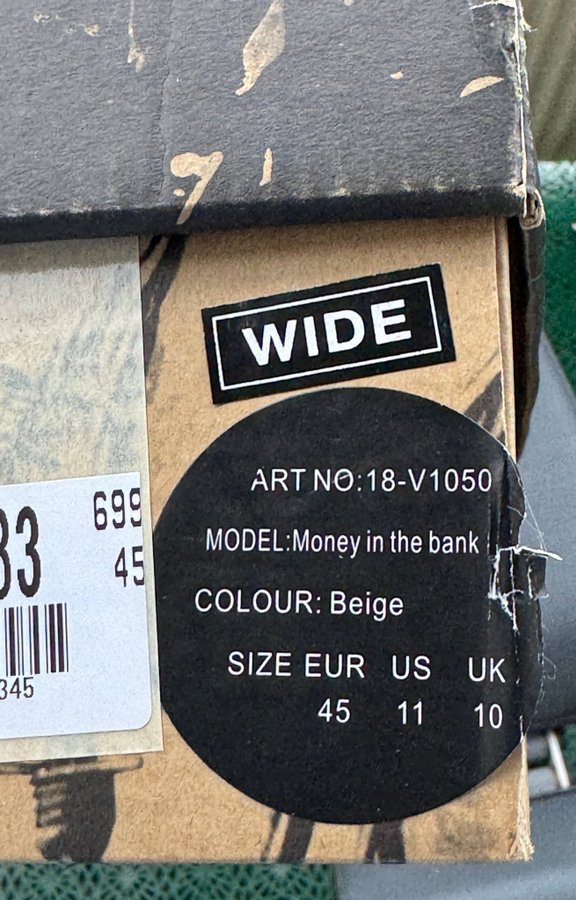 WIDE
ART NO:18-V1050
MODEL:Money in the bank
COLOUR: Beige
SIZE EUR US UK
45 11 10
33 699
45
345